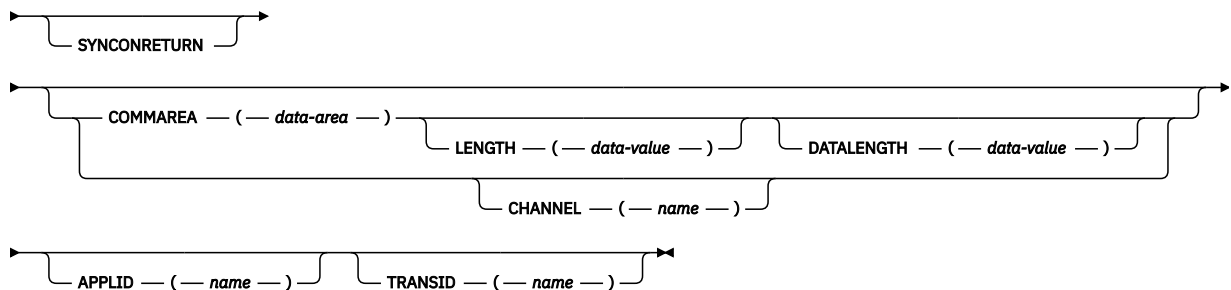 SYNCONRETURN
COMMAREA ( data-area )
LENGTH ( data-value ) DATALENGTH ( data-value )
CHANNEL ( name )
APPLID ( name ) TRANSID ( name )